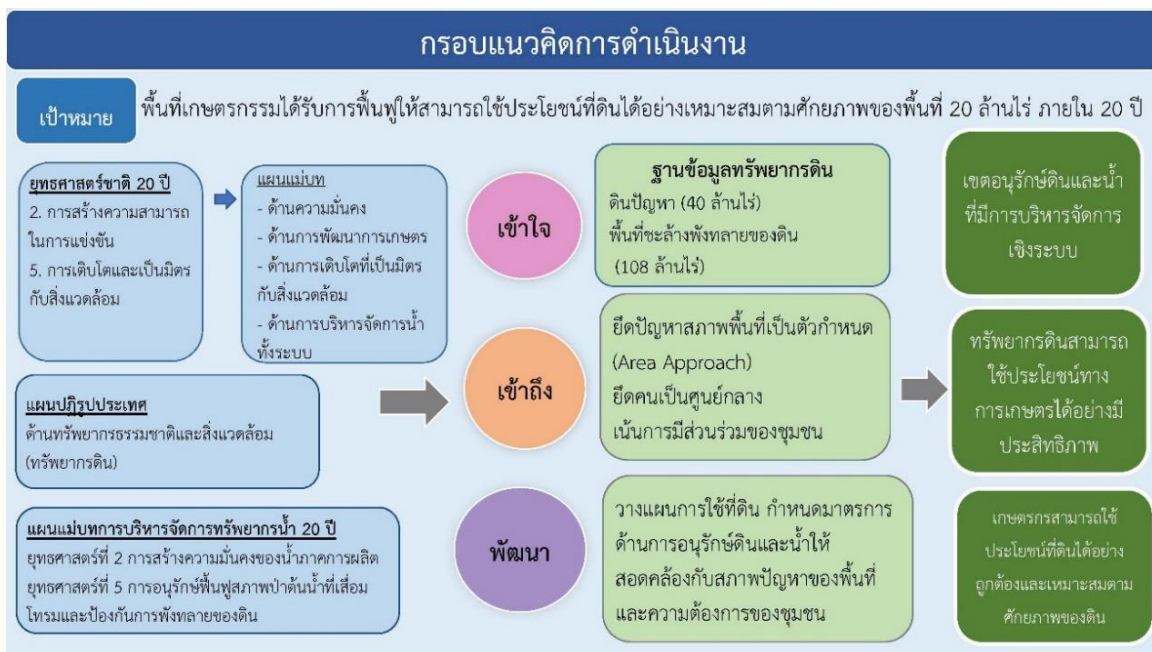 กรอบแนวคิดการดำเนินงาน
เป้าหมาย
พื้นที่เกษตรกรรมได้รับการฟื้นฟูให้สามารถใช้ประโยชน์ที่ดินได้อย่างเหมาะสมตามศักยภาพของพื้นที่ 20 ล้านไร่ ภายใน 20 ปี
ยุทธศาสตร์ชาติ 20 ปี
2. การสร้างความสามารถ
ในการแข่งขัน
5. การเติบโตและเป็นมิตร
กับสิ่งแวดล้อม
แผนแม่บท
- ด้านความมั่นคง
- ด้านการพัฒนาการเกษตร
- ด้านการเติบโตที่เป็นมิตร
กับสิ่งแวดล้อม
- ด้านการบริหารจัดการน้ำ
ทั้งระบบ
แผนปฏิรูปประเทศ
ด้านทรัพยากรธรรมชาติและสิ่งแวดล้อม
(ทรัพยากรดิน)
แผนแม่บทการบริหารจัดการทรัพยากรน้ำ 20 ปี
ยุทธศาสตร์ที่ 2 การสร้างความมั่นคงของน้ำภาคการผลิต
ยุทธศาสตร์ที่ 5 การอนุรักษ์ฟื้นฟูสภาพป่าต้นน้ำที่เสื่อม
โทรมและป้องกันการพังทลายของดิน
เข้าใจ
ฐานข้อมูลทรัพยากรดิน
ดินปัญหา (40 ล้านไร่)
พื้นที่ชะล้างพังทลายของดิน
(108 ล้านไร่)
เข้าถึง
ยึดปัญหาสภาพพื้นที่เป็นตัวกำหนด
(Area Approach)
ยึดคนเป็นศูนย์กลาง
เน้นการมีส่วนร่วมของชุมชน
พัฒนา
วางแผนการใช้ที่ดิน กำหนดมาตรการ
ด้านการอนุรักษ์ดินและน้ำให้
สอดคล้องกับสภาพปัญหาของพื้นที่
และความต้องการของชุมชน
เขตอนุรักษ์ดินและน้ำ
ที่มีการบริหารจัดการ
เชิงระบบ
ทรัพยากรดินสามารถ
ใช้ประโยชน์ทาง
การเกษตรได้อย่างมี
ประสิทธิภาพ
เกษตรกรสามารถใช้
ประโยชน์ที่ดินได้อย่าง
ถูกต้องและเหมาะสมตาม
ศักยภาพของดิน